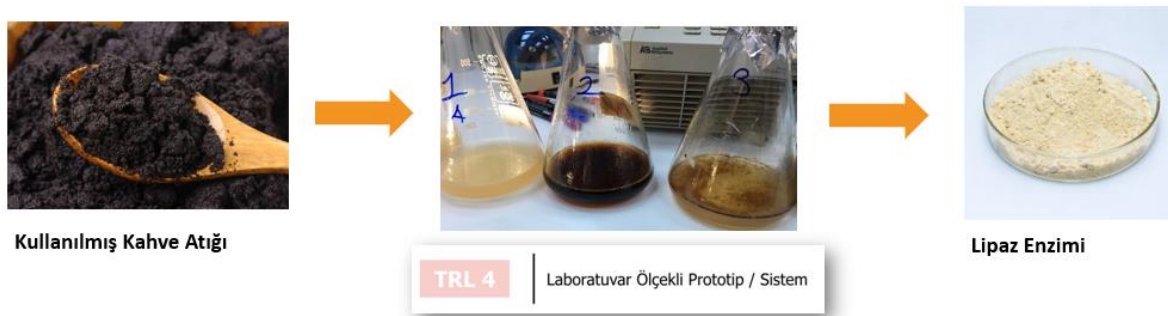 1
A
2
3
Kullanılmış Kahve Atığı
TRL 4
Laboratuvar Ölçekli Prototip / Sistem
Lipaz Enzimi